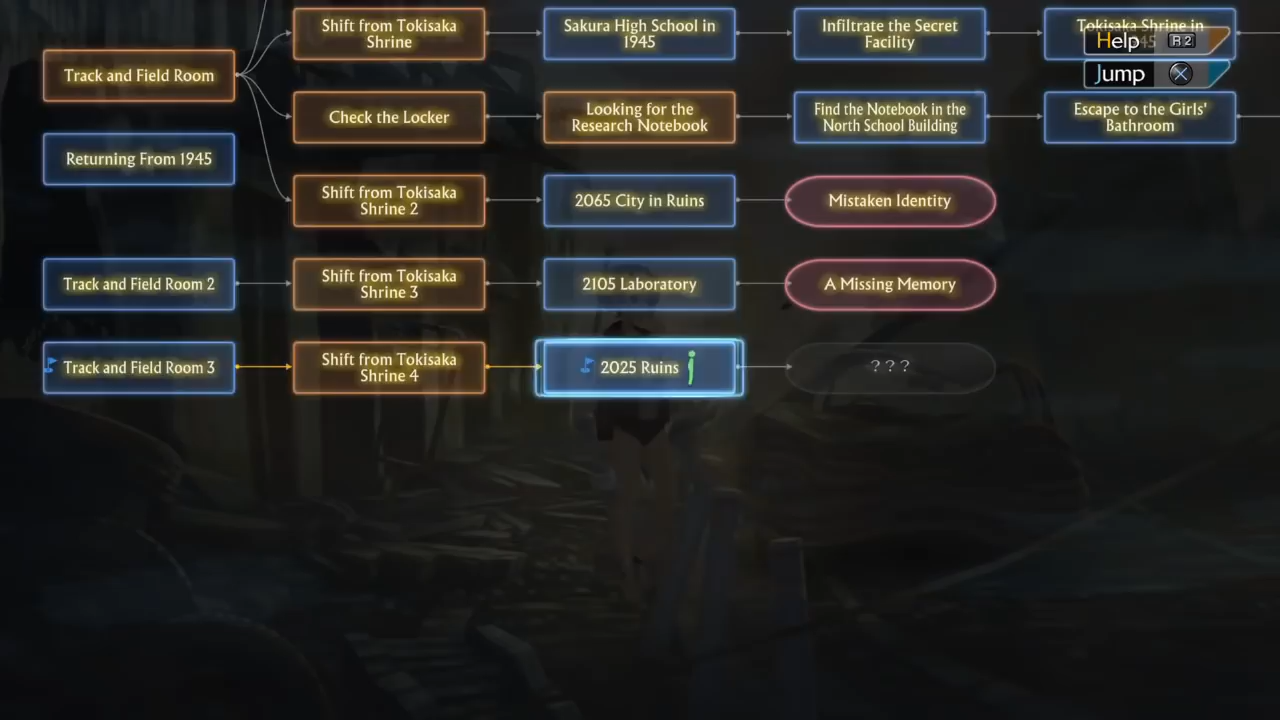 Shift from Tokisaka
Shrine
Sakura High School in
1945
Infiltrate the Secret
Facility
Tokisaka Shrine in
1945
Help R2
Track and Field Room
Jump
Check the Locker
Looking for the
Research Notebook
Find the Notebook in the
North School Building
Escape to the Girls'
Bathroom
Returning From 1945
Shift from Tokisaka
Shrine 2
2065 City in Ruins
Mistaken Identity
Track and Field Room 2
Shift from Tokisaka
Shrine 3
2105 Laboratory
A Missing Memory
Track and Field Room 3
Shift from Tokisaka
Shrine 4
2025 Ruins
???